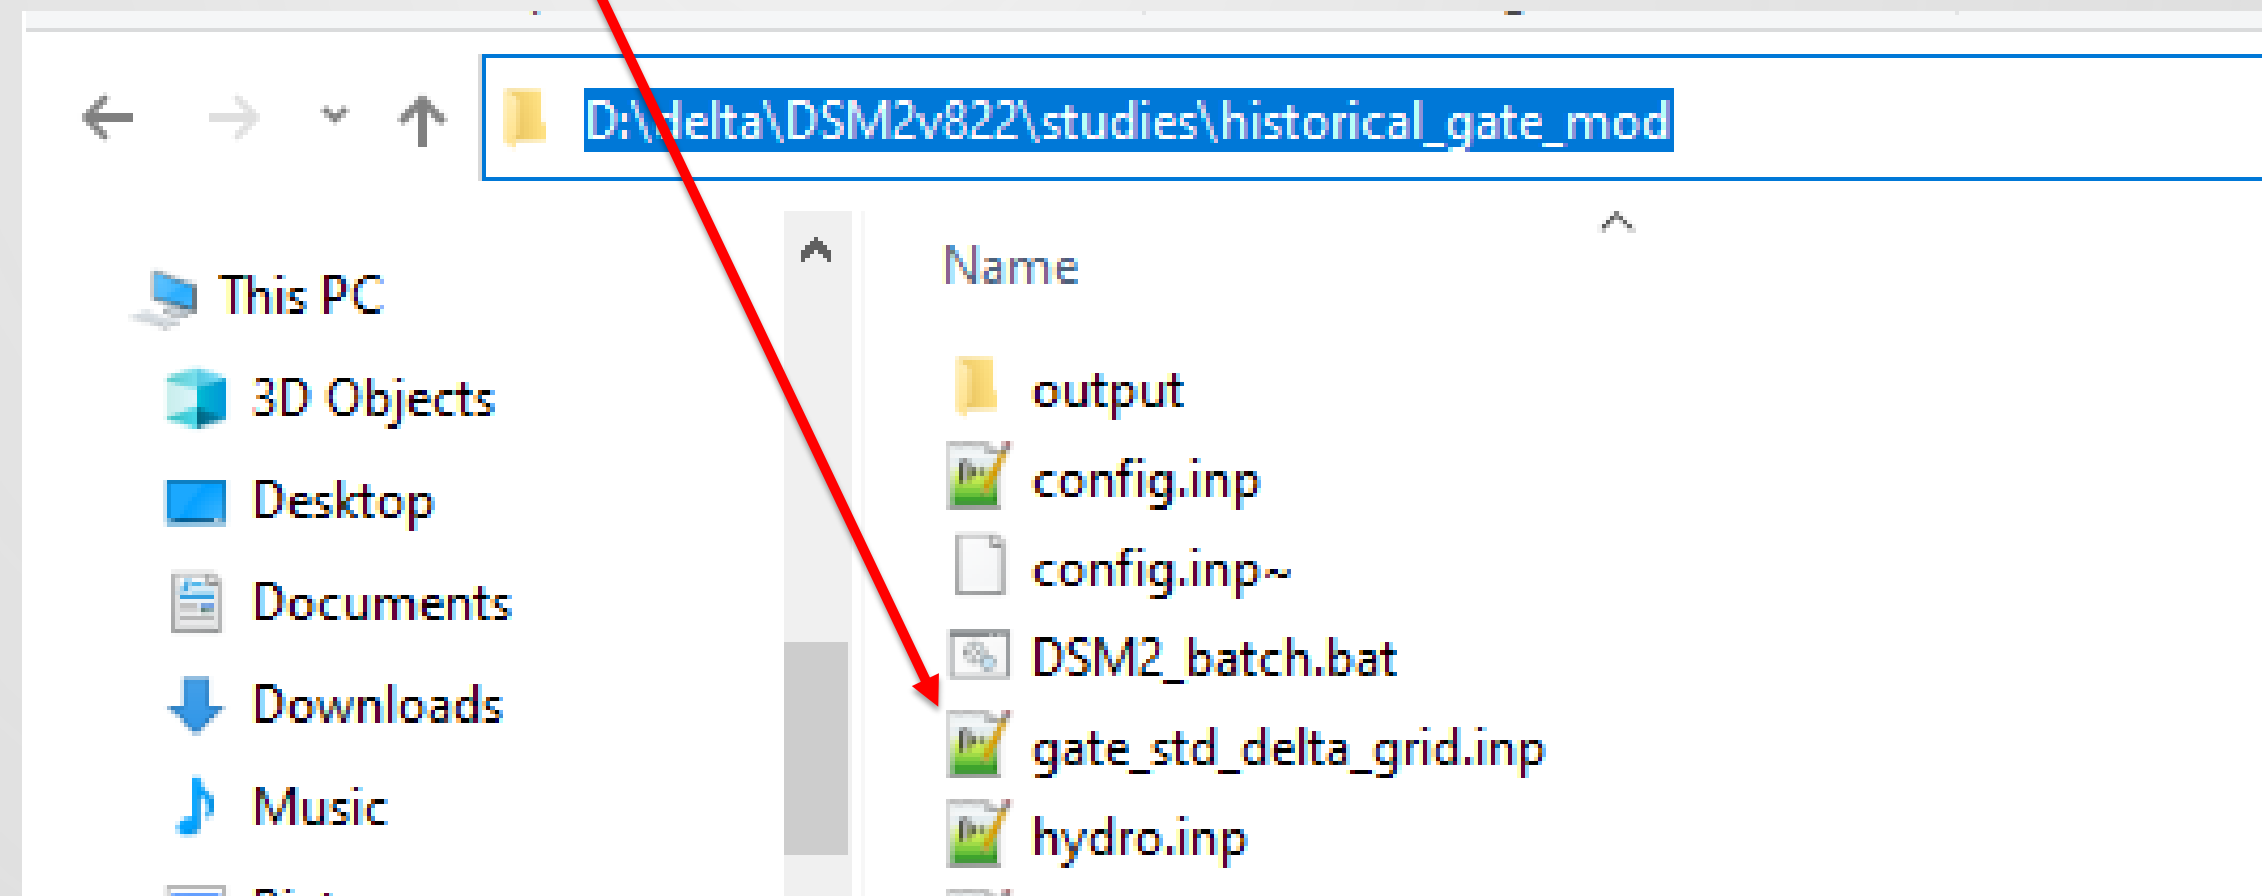 D:\delta\DSM2v822\studies\historical_gate_mod
This PC
3D Objects
Desktop
Documents
Downloads
Music
Name
output
config.inp
config.inp~
DSM2_batch.bat
gate_std_delta_grid.inp
hydro.inp